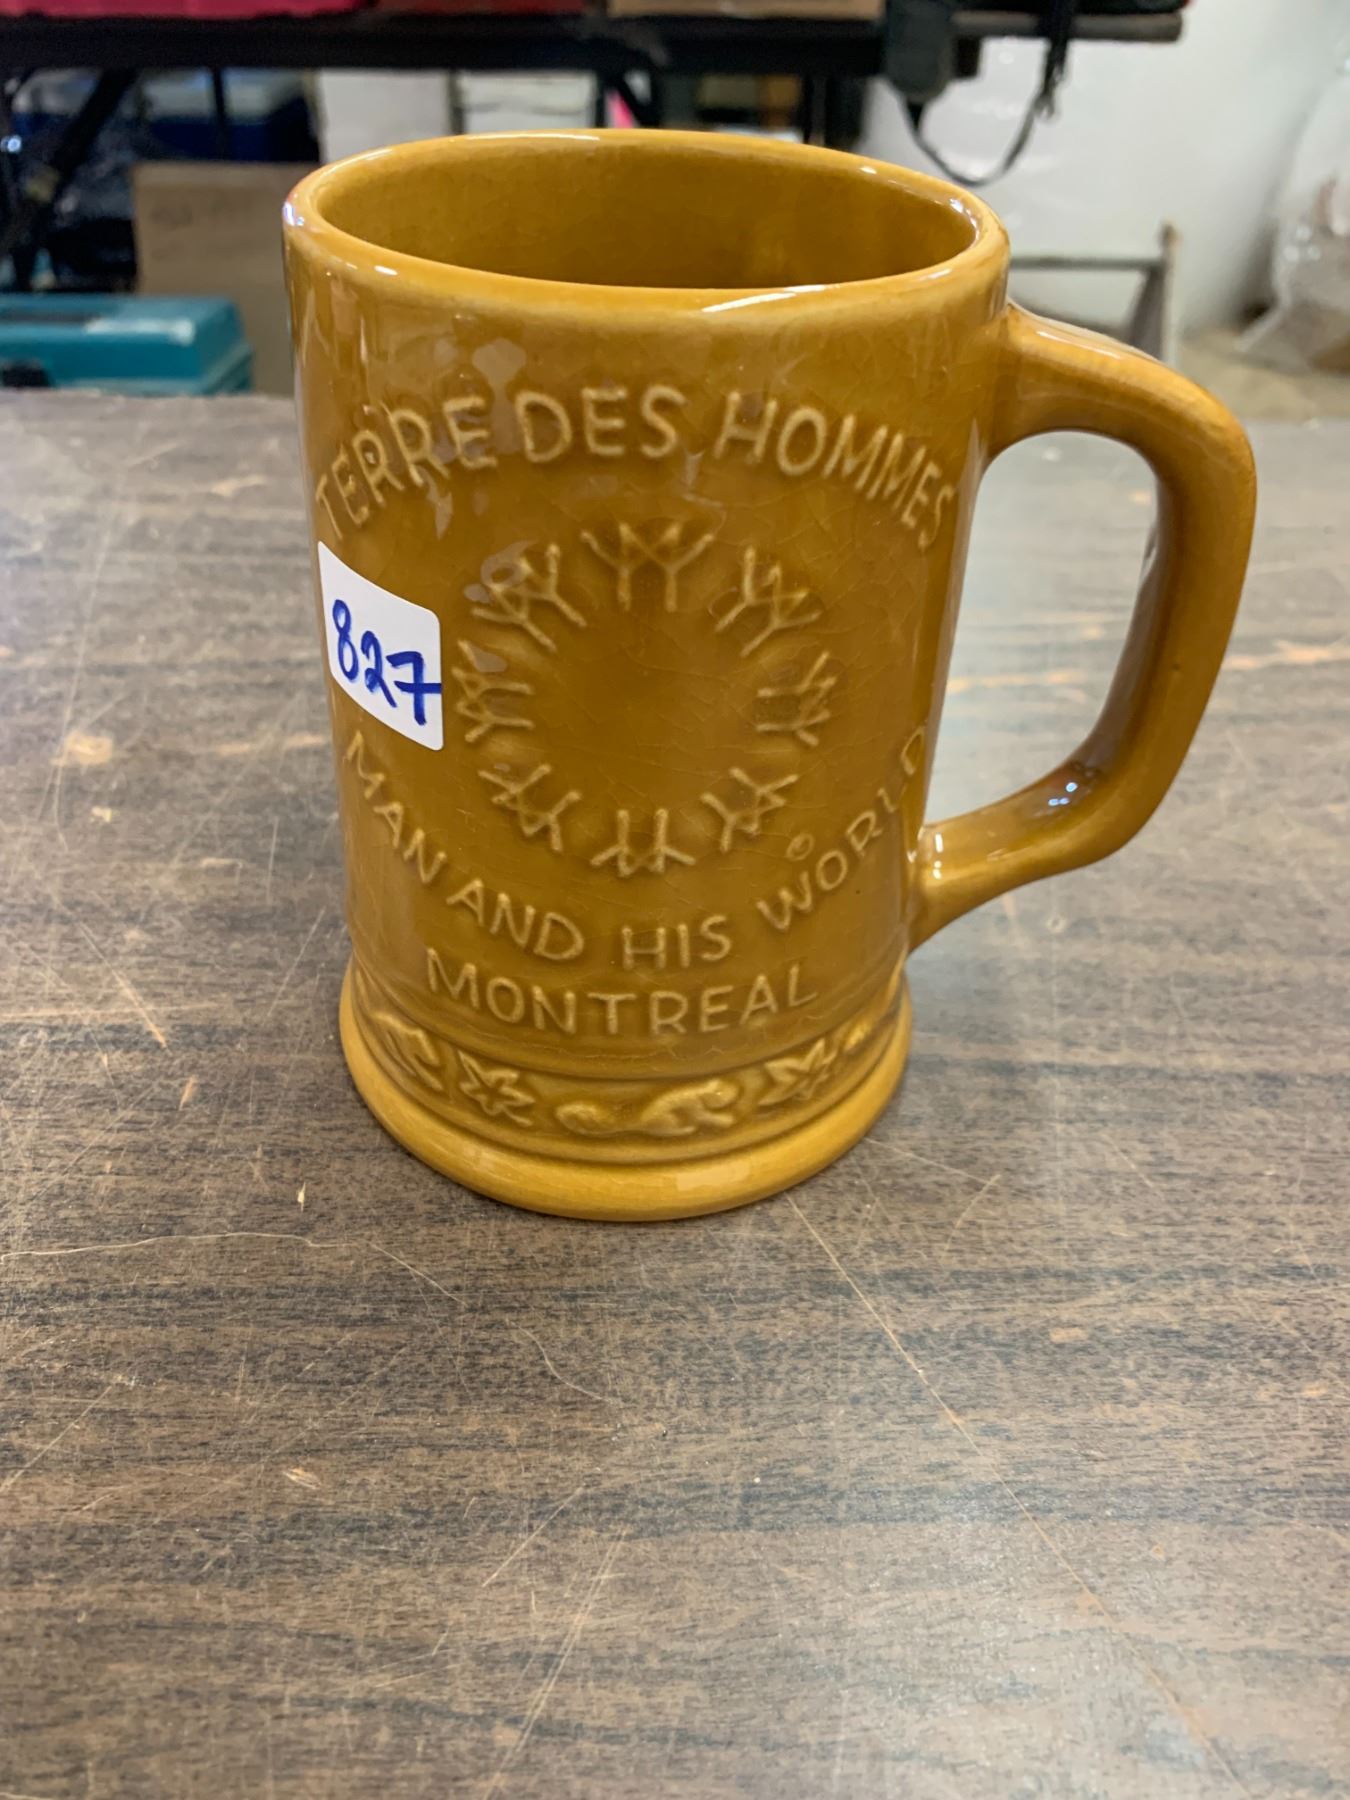 TERRE DES HOMMES
827
MAN AND HIS WORLD ©
MONTREAL